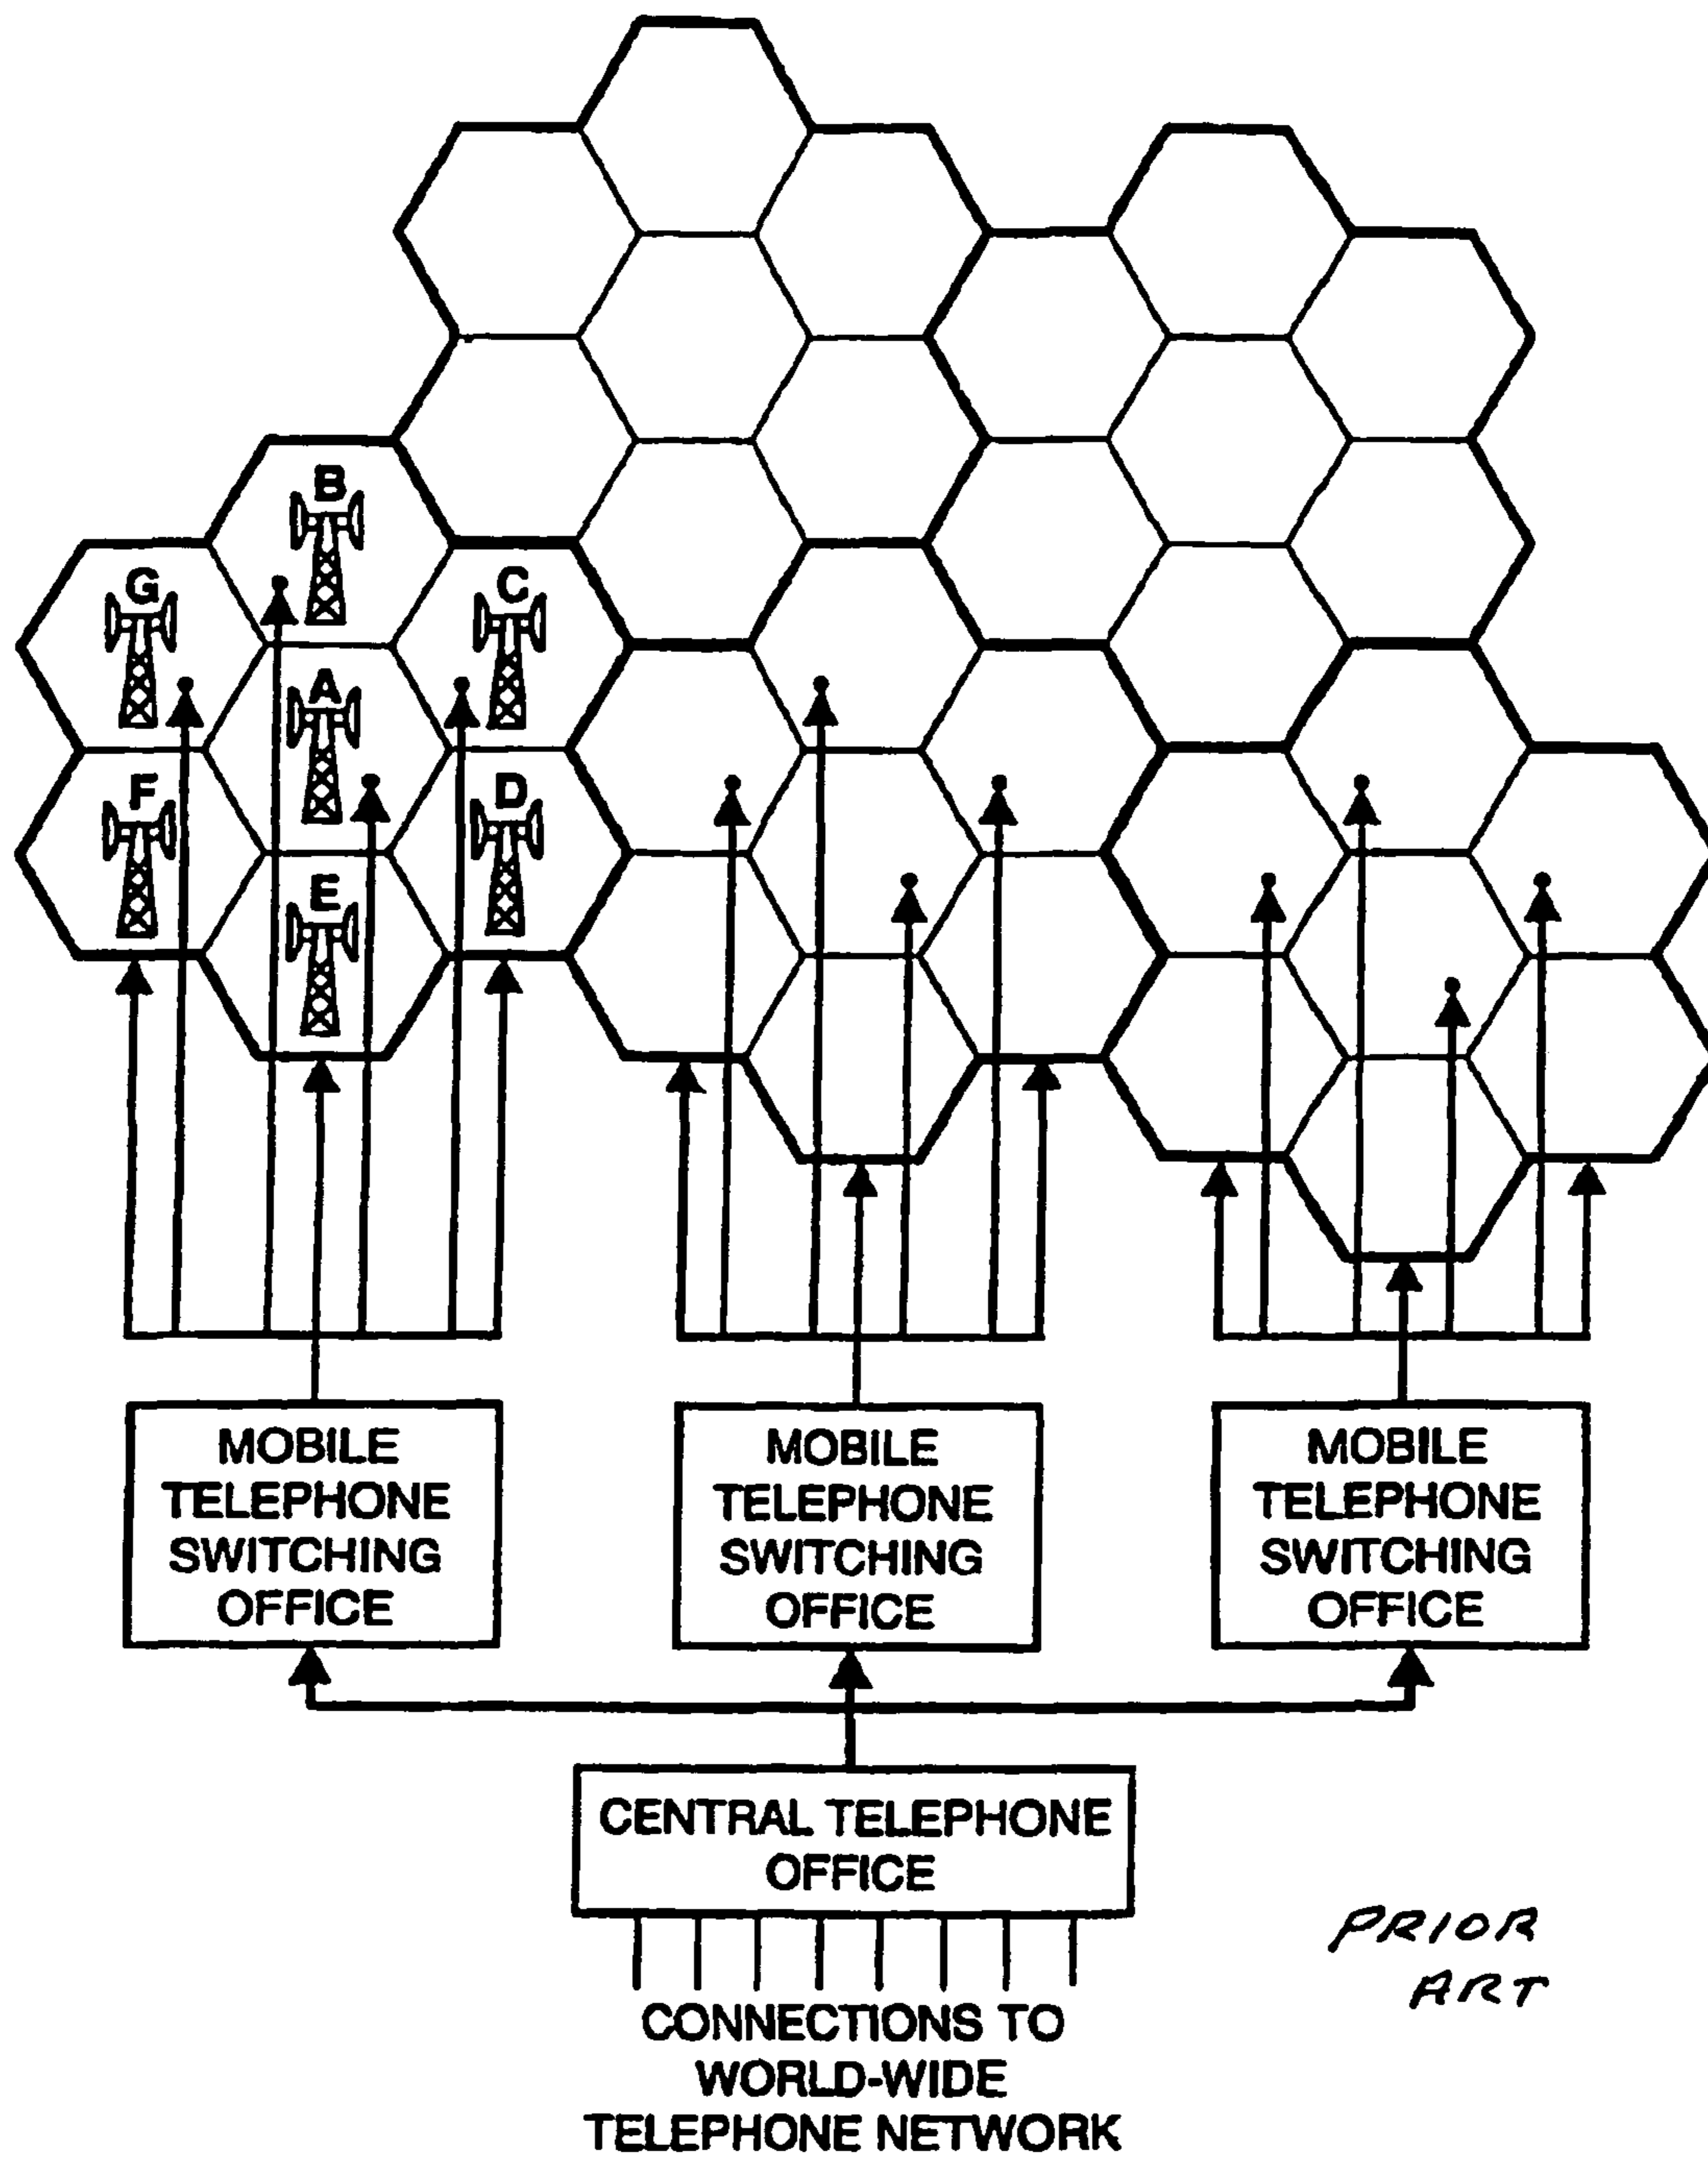 B
G
C
A
F
D
E
MOBILE
TELEPHONE
SWITCHING
OFFICE
MOBILE
TELEPHONE
SWITCHING
OFFICE
MOBILE
TELEPHONE
SWITCHING
OFFICE
CENTRAL TELEPHONE
OFFICE
CONNECTIONS TO
WORLD-WIDE
TELEPHONE NETWORK
PRIOR
ART